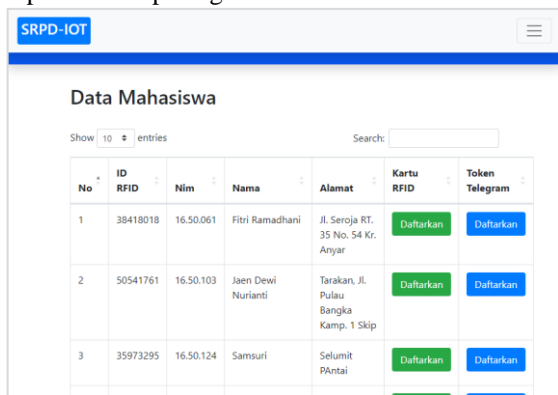 SRPD-IOT
Data Mahasiswa
Show 10 entries Search:
No ID RFID Nim Nama Alamat Kartu RFID Token Telegram
1 38418018 16.50.061 Fitri Ramadhani Jl. Seroja RT. Daftarkan Daftarkan
35 No. 54 Kr.
Anyar
2 50541761 16.50.103 Jaen Dewi Tarakan, Jl. Daftarkan Daftarkan
Nurianti Pulau
Bangka
Kamp. 1 Skip
3 35973295 16.50.124 Samsuri Selumit Daftarkan Daftarkan
PAntai